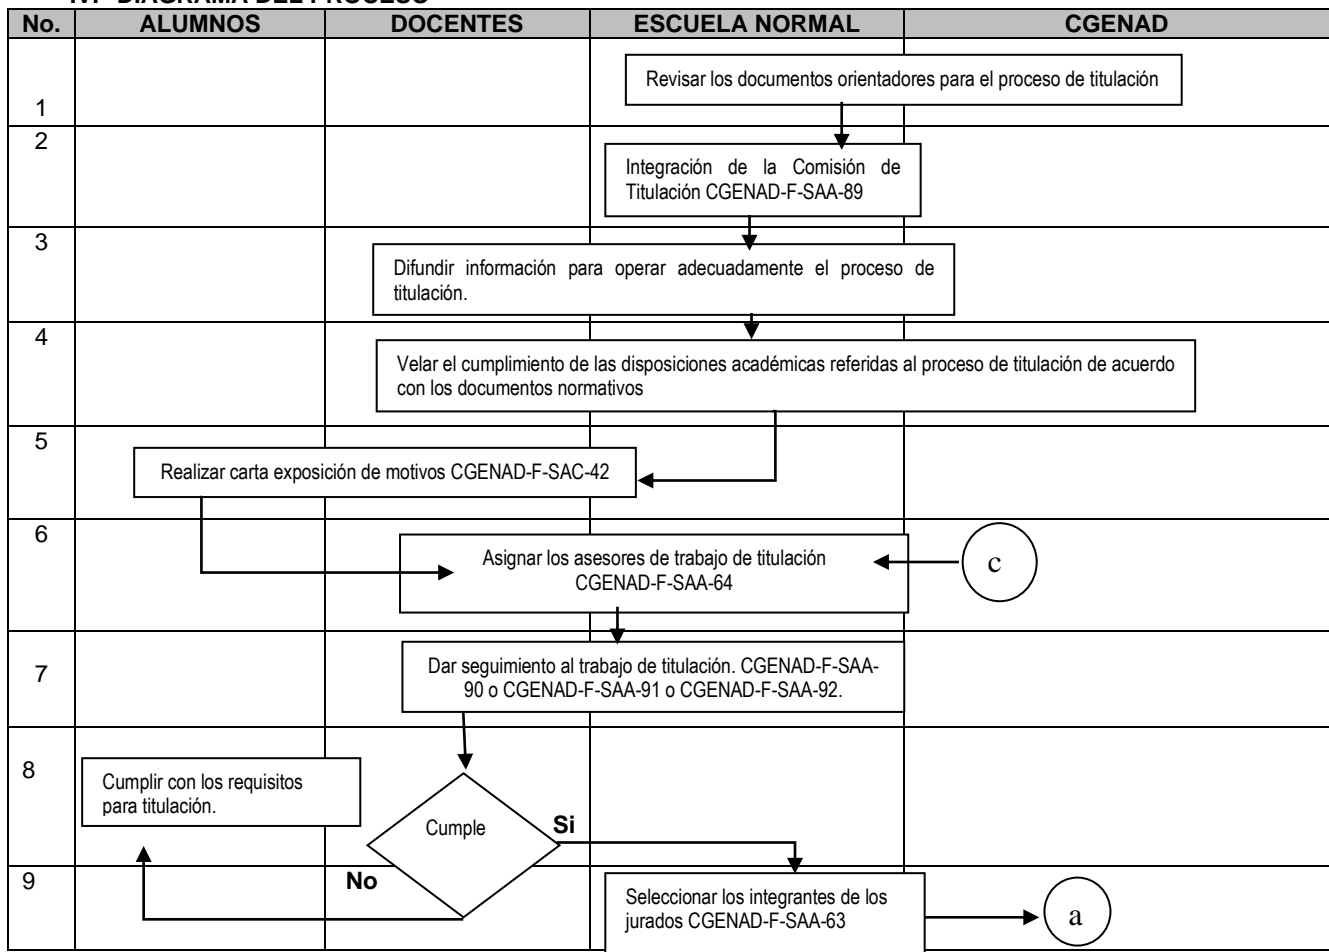 IV. DIAGRAMA DEL PROCESO
No. ALUMNOS DOCENTES ESCUELA NORMAL CGENAD
1
Revisar los documentos orientadores para el proceso de titulación
2
Integración de la Comisión de
Titulación CGENAD-F-SAA-89
3
Difundir información para operar adecuadamente el proceso de
titulación.
4
Velar el cumplimiento de las disposiciones académicas referidas al proceso de titulación de acuerdo
con los documentos normativos
5
Realizar carta exposición de motivos CGENAD-F-SAC-42
6
Asignar los asesores de trabajo de titulación
CGENAD-F-SAA-64
c
7
Dar seguimiento al trabajo de titulación. CGENAD-F-SAA-
90 o CGENAD-F-SAA-91 o CGENAD-F-SAA-92.
8
Cumplir con los requisitos
para titulación.
Cumple
Si
No
9
Seleccionar los integrantes de los
jurados CGENAD-F-SAA-63
a